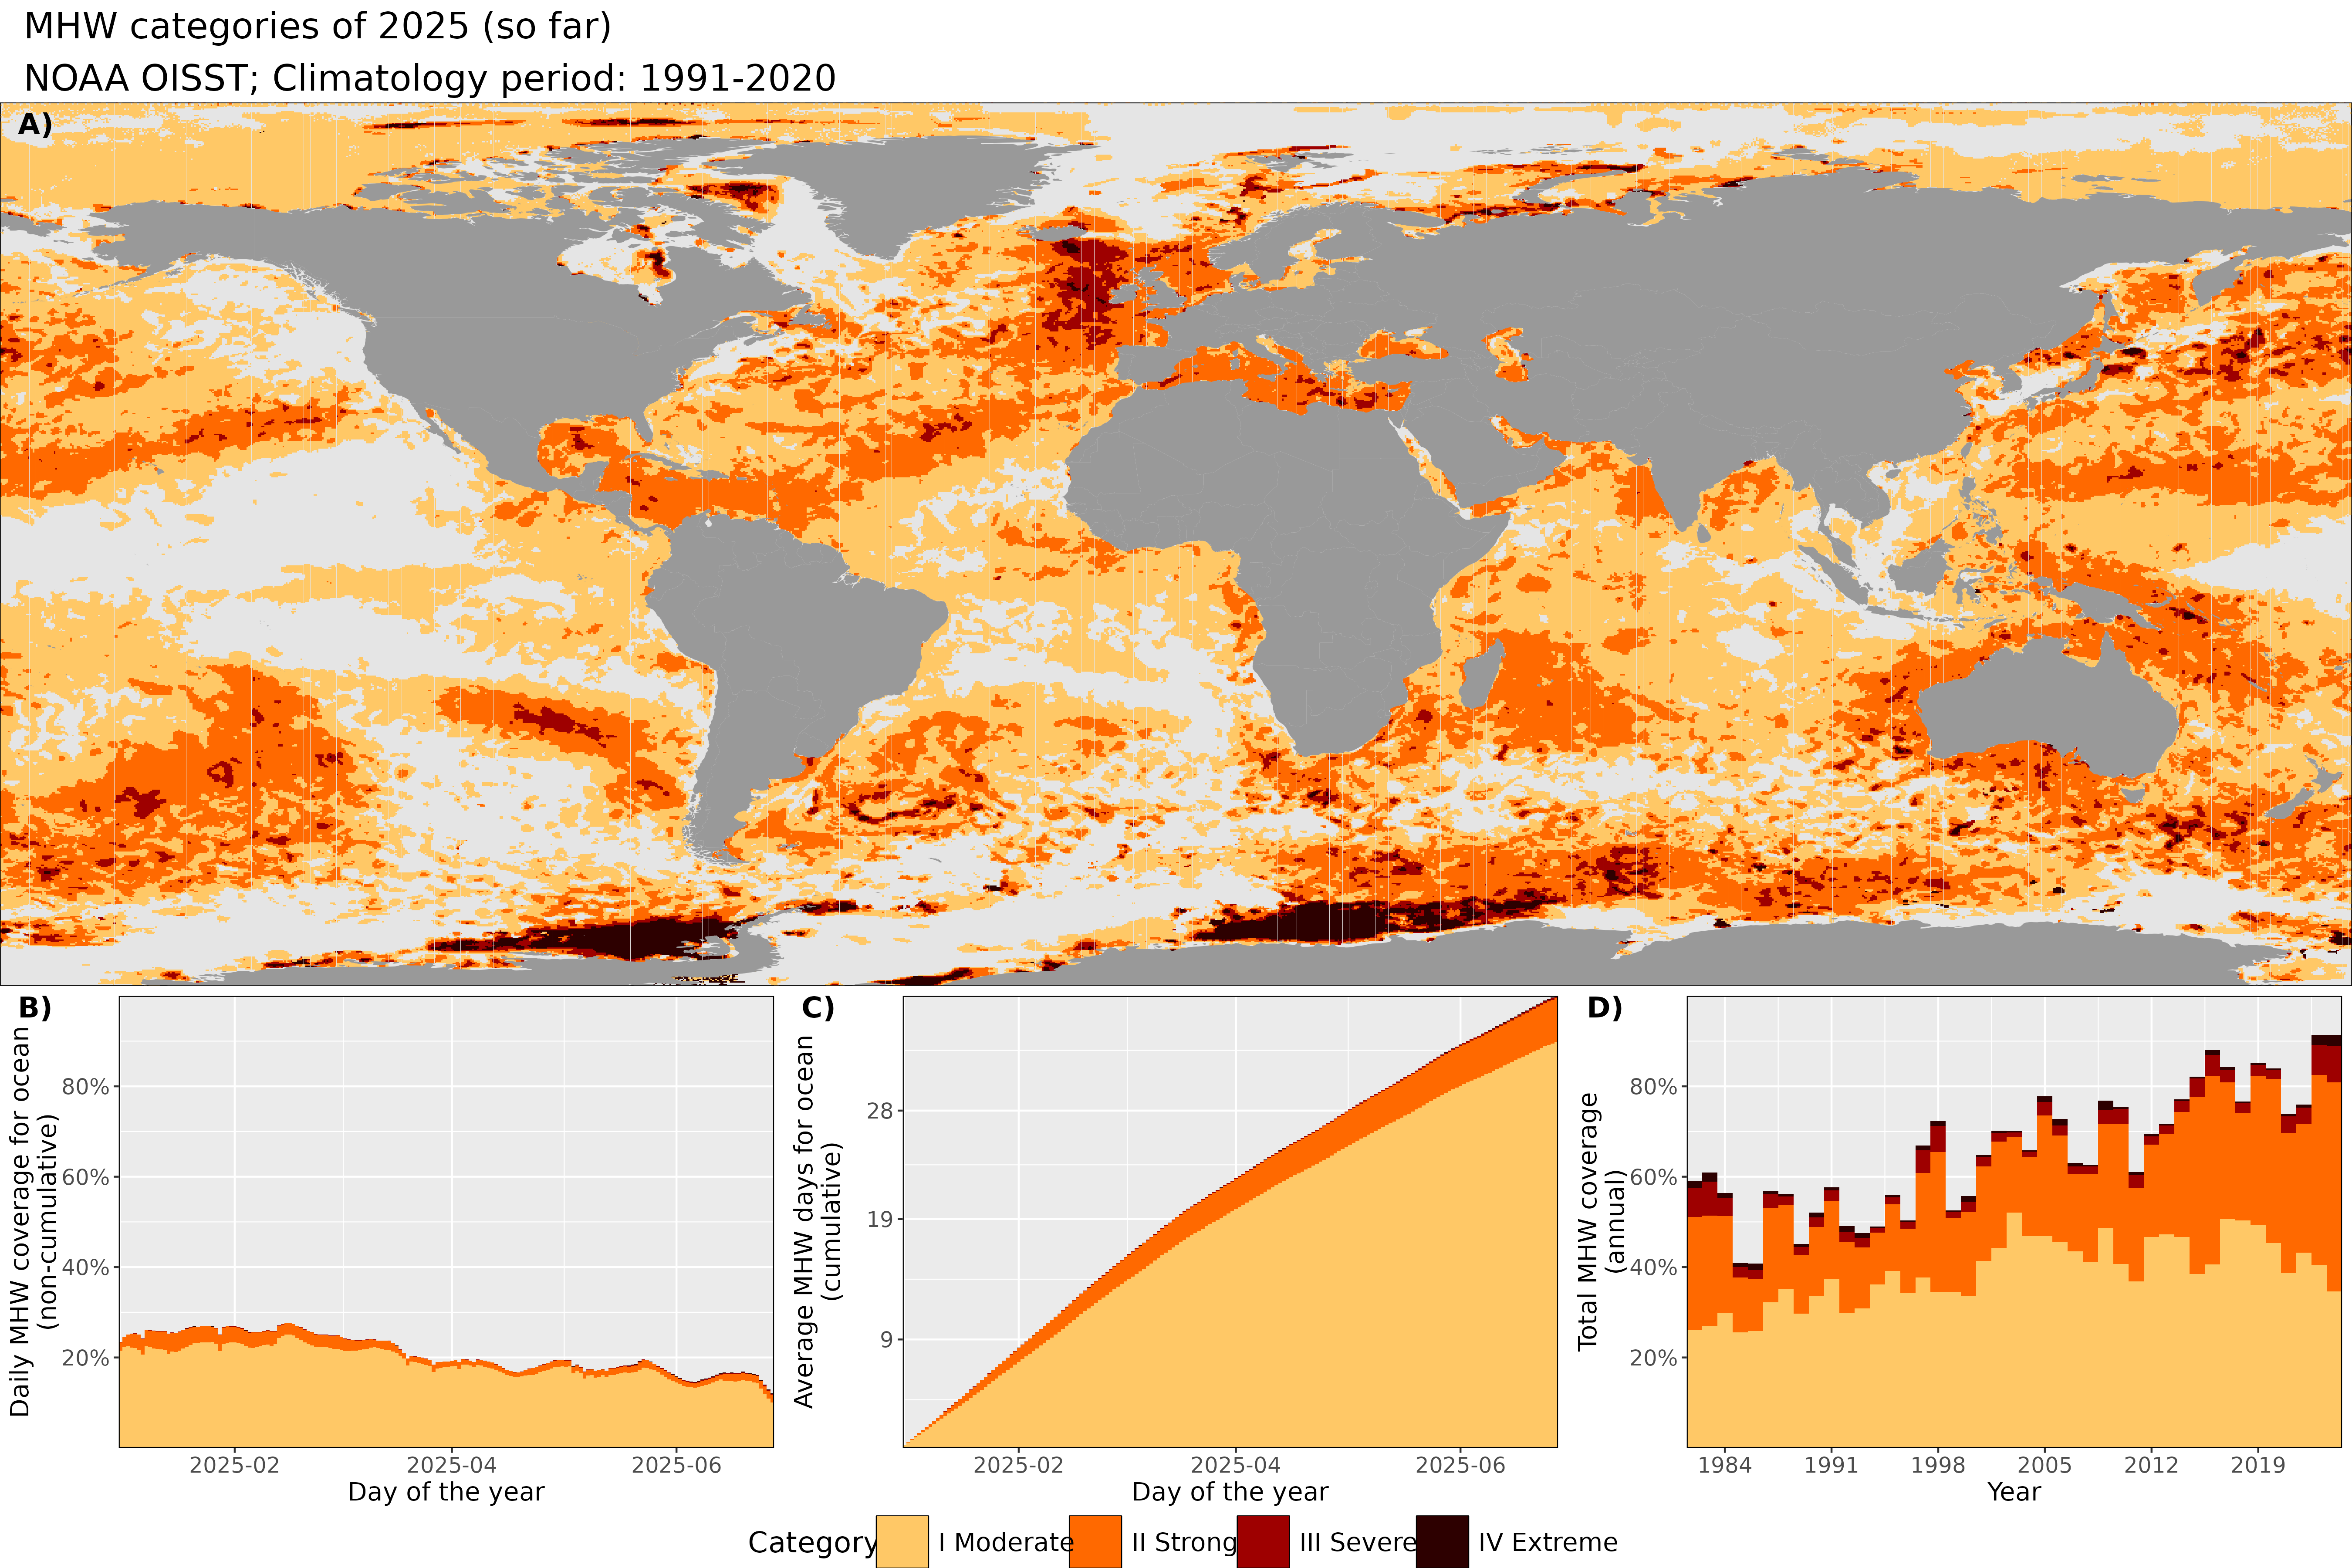 MHW categories of 2025 (so far)
NOAA OISST; Climatology period: 1991-2020
A)
B)
Daily MHW coverage for ocean
(non-cumulative)
80%
60%
40%
20%
2025-02 2025-04 2025-06
Day of the year
C)
Average MHW days for ocean
(cumulative)
28
19
9
2025-02 2025-04 2025-06
Day of the year
D)
Total MHW coverage
(annual)
80%
60%
40%
20%
1984 1991 1998 2005 2012 2019
Year
Category I Moderate II Strong III Severe IV Extreme